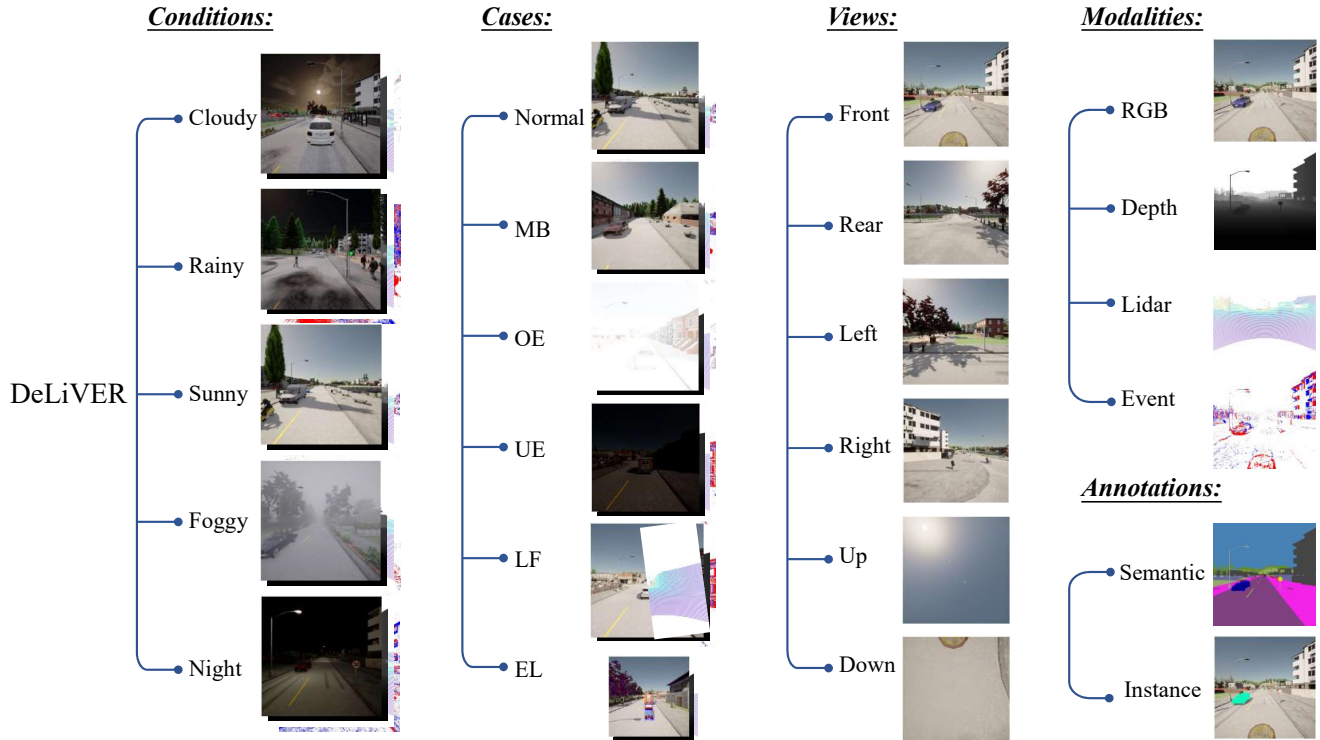 Conditions:
Cases:
Views:
Modalities:
DeLiVER
Cloudy
Rainy
Sunny
Foggy
Night
Normal
MB
OE
UE
LF
EL
Front
Rear
Left
Right
Up
Down
RGB
Depth
Lidar
Event
Annotations:
Semantic
Instance